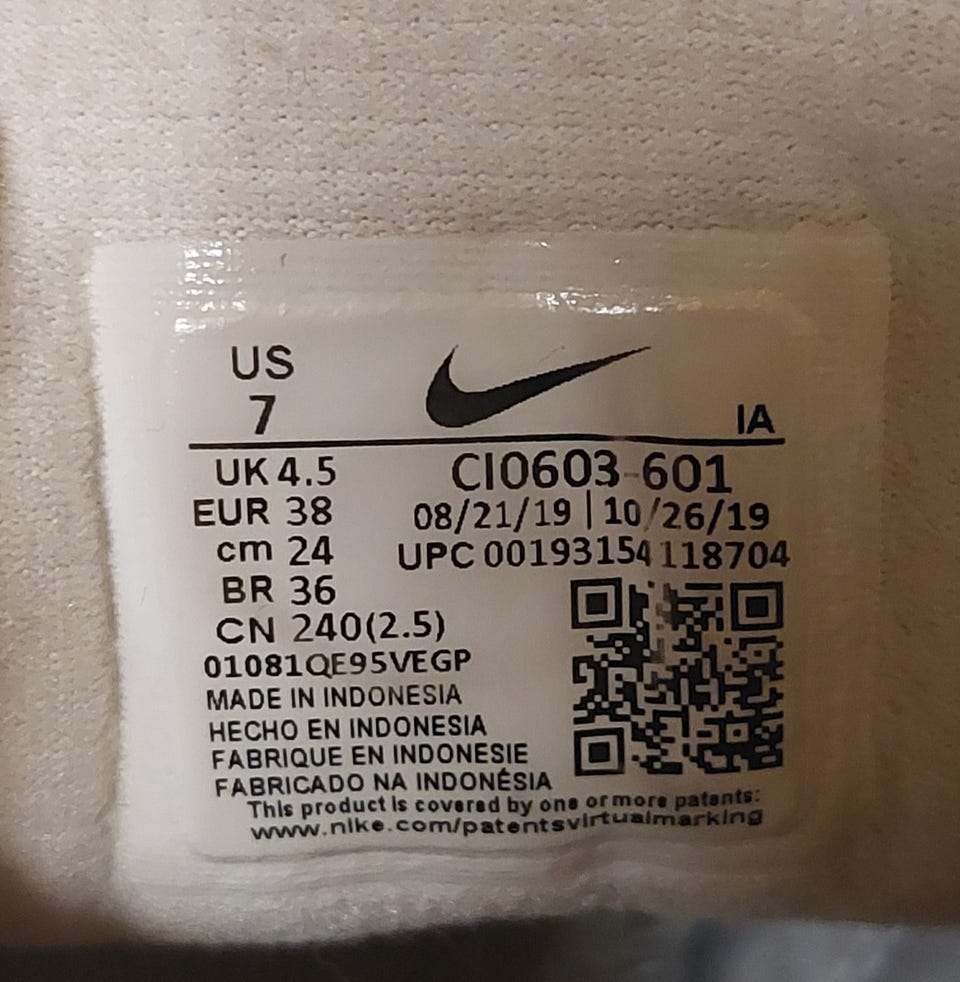 US
7
IA
UK 4.5
CI0603-601
EUR 38
08/21/19 | 10/26/19
cm 24
UPC 00193154118704
BR 36
CN 240(2.5)
01081QE95VEGP
MADE IN INDONESIA
HECHO EN INDONESIA
FABRIQUE EN INDONESIE
FABRICADO NA INDONÉSIA
This product is covered by one or more patents:
www.nike.com/patentsvirtualmarking